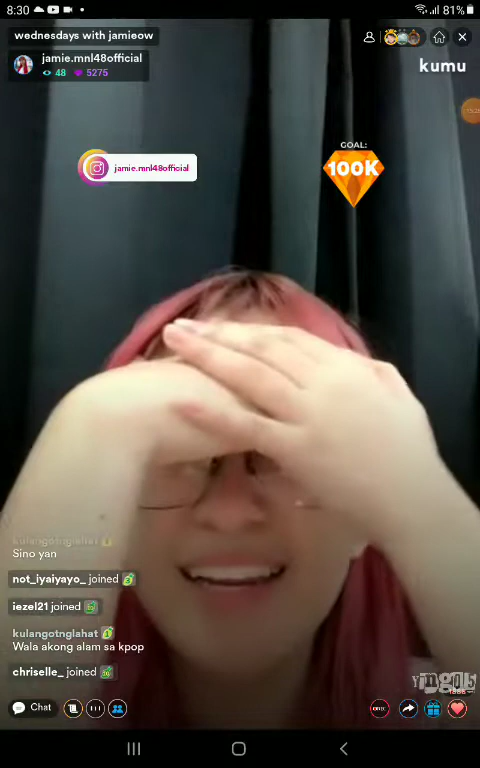 8:30
81%
wednesdays with jamieow
jamie.mnl48official
48 5275
kumu
GOAL:
100K
jamie.mnl48official
kulangotnglahat
Sino yan
not_iyaiyayo_ joined
iezel21 joined
kulangotnglahat
Wala akong alam sa kpop
chriselle_ joined
Chat